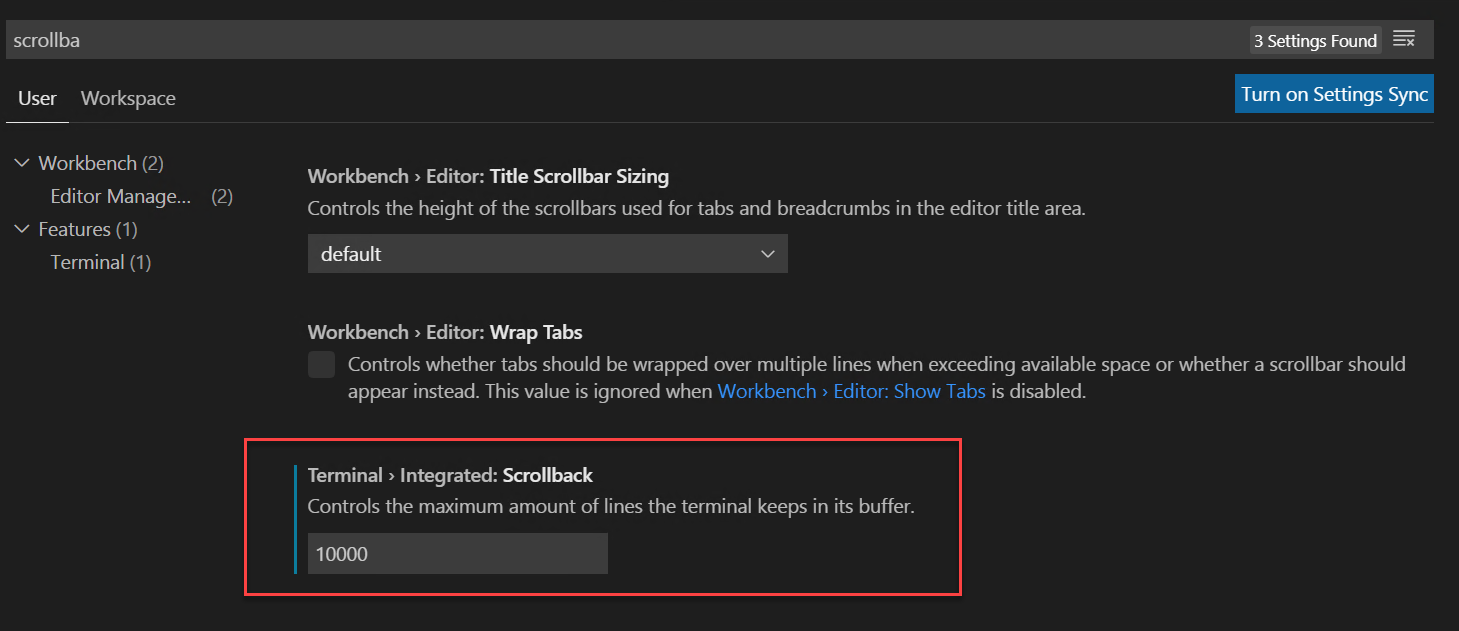 scrollba
3 Settings Found
User Workspace
Turn on Settings Sync
Workbench (2)
Editor Manage... (2)
Features (1)
Terminal (1)
Workbench › Editor: Title Scrollbar Sizing
Controls the height of the scrollbars used for tabs and breadcrumbs in the editor title area.
default
Workbench › Editor: Wrap Tabs
Controls whether tabs should be wrapped over multiple lines when exceeding available space or whether a scrollbar should
appear instead. This value is ignored when Workbench › Editor: Show Tabs is disabled.
Terminal › Integrated: Scrollback
Controls the maximum amount of lines the terminal keeps in its buffer.
10000